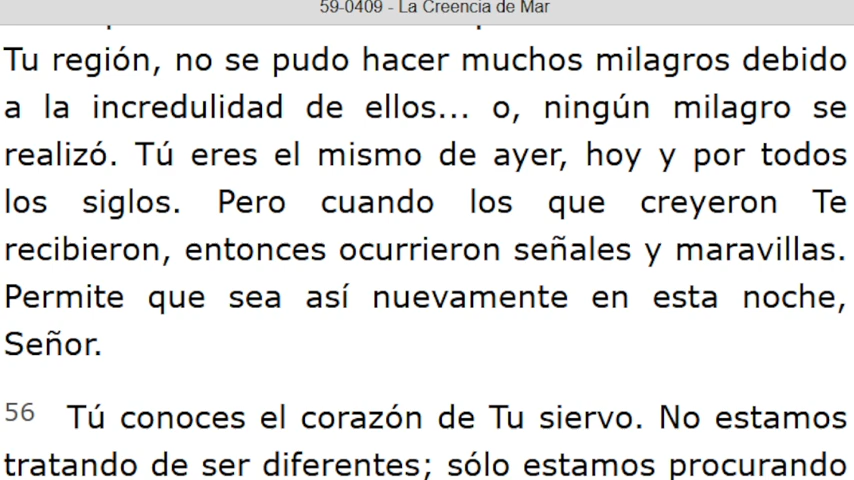 59-0409 - La Creencia de Mar
Tu región, no se pudo hacer muchos milagros debido
a la incredulidad de ellos... o, ningún milagro se
realizó. Tú eres el mismo de ayer, hoy y por todos
los siglos. Pero cuando los que creyeron Te
recibieron, entonces ocurrieron señales y maravillas.
Permite que sea así nuevamente en esta noche,
Señor.
56 Tú conoces el corazón de Tu siervo. No estamos
tratando de ser diferentes; sólo estamos procurando